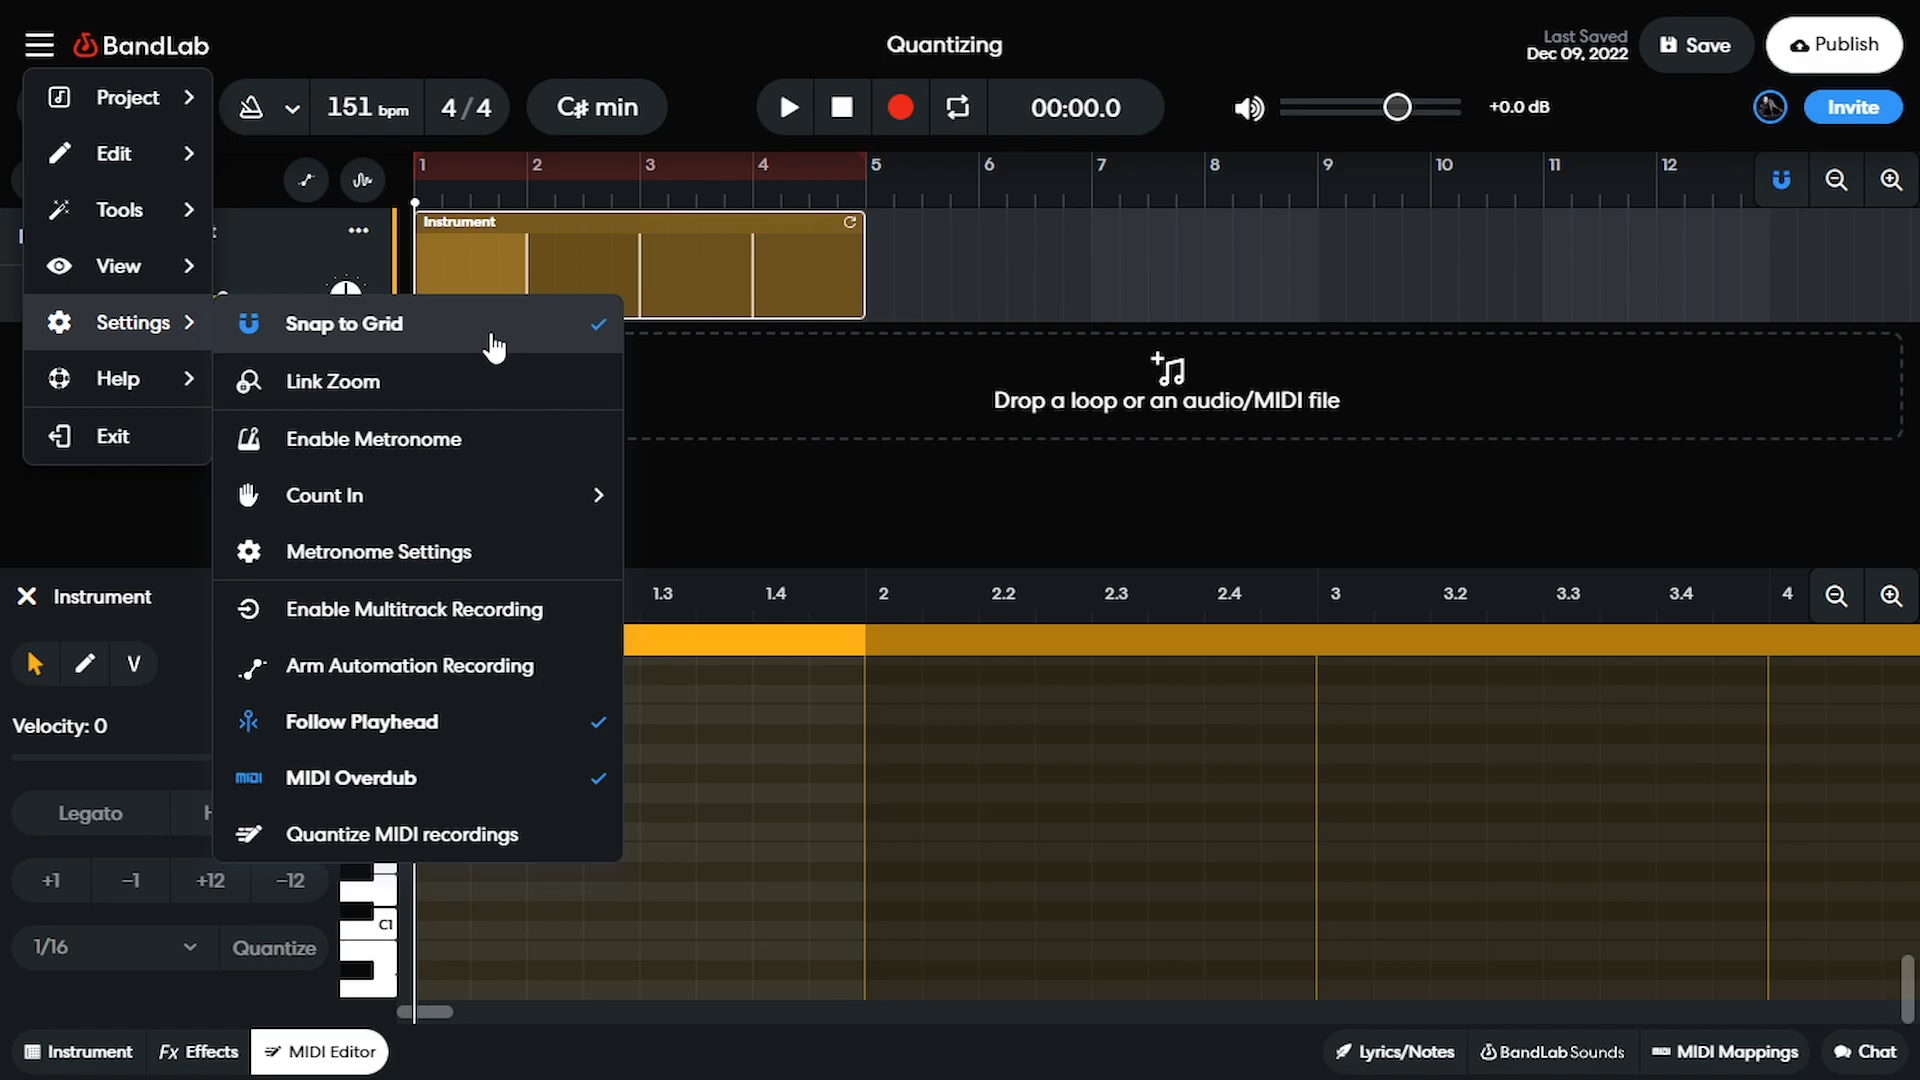 BandLab
Quantizing
Last Saved
Dec 09, 2022
Save
Publish
Project
151 bpm
4/4
C# min
00:00.0
+0.0 dB
Invite
Edit
1 2 3 4 5 6 7 8 9 10 11 12
Tools
Instrument
View
Settings
Snap to Grid
Help
Link Zoom
Drop a loop or an audio/MIDI file
Exit
Enable Metronome
Count In
Metronome Settings
Instrument
1.3 1.4 2 2.2 2.3 2.4 3 3.2 3.3 3.4 4
Enable Multitrack Recording
V
Arm Automation Recording
Velocity: 0
Follow Playhead
MIDI Overdub
Legato
Quantize MIDI recordings
+1 -1 +12 -12
C1
1/16
Quantize
Instrument
Fx Effects
MIDI Editor
Lyrics/Notes
BandLab Sounds
MIDI Mappings
Chat